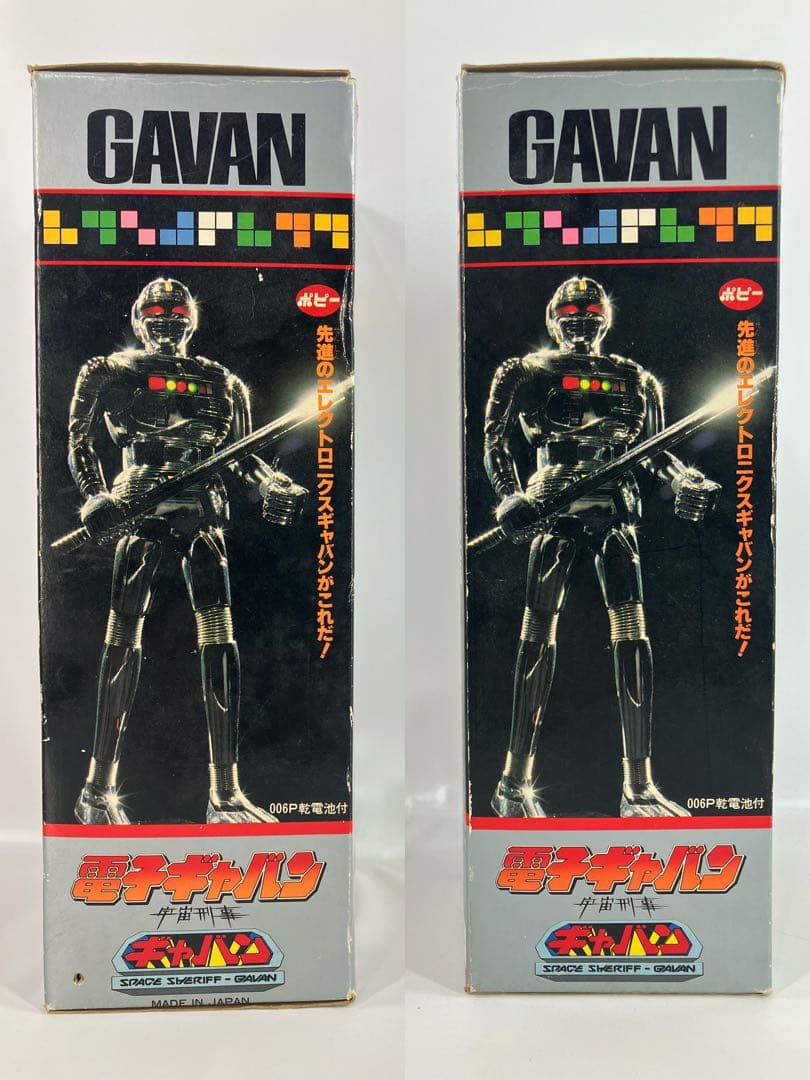 GAVAN
ポピー
先進のエレクトロニクスギャバンがこれだ!
006P乾電池付
電子ギャバン
宇宙刑事
ギャバン
SPACE SHERIFF-GAVAN
MADE IN JAPAN
GAVAN
ポピー
先進のエレクトロニクスギャバンがこれだ!
006P乾電池付
電子ギャバン
宇宙刑事
ギャバン
SPACE SHERIFF-GAVAN